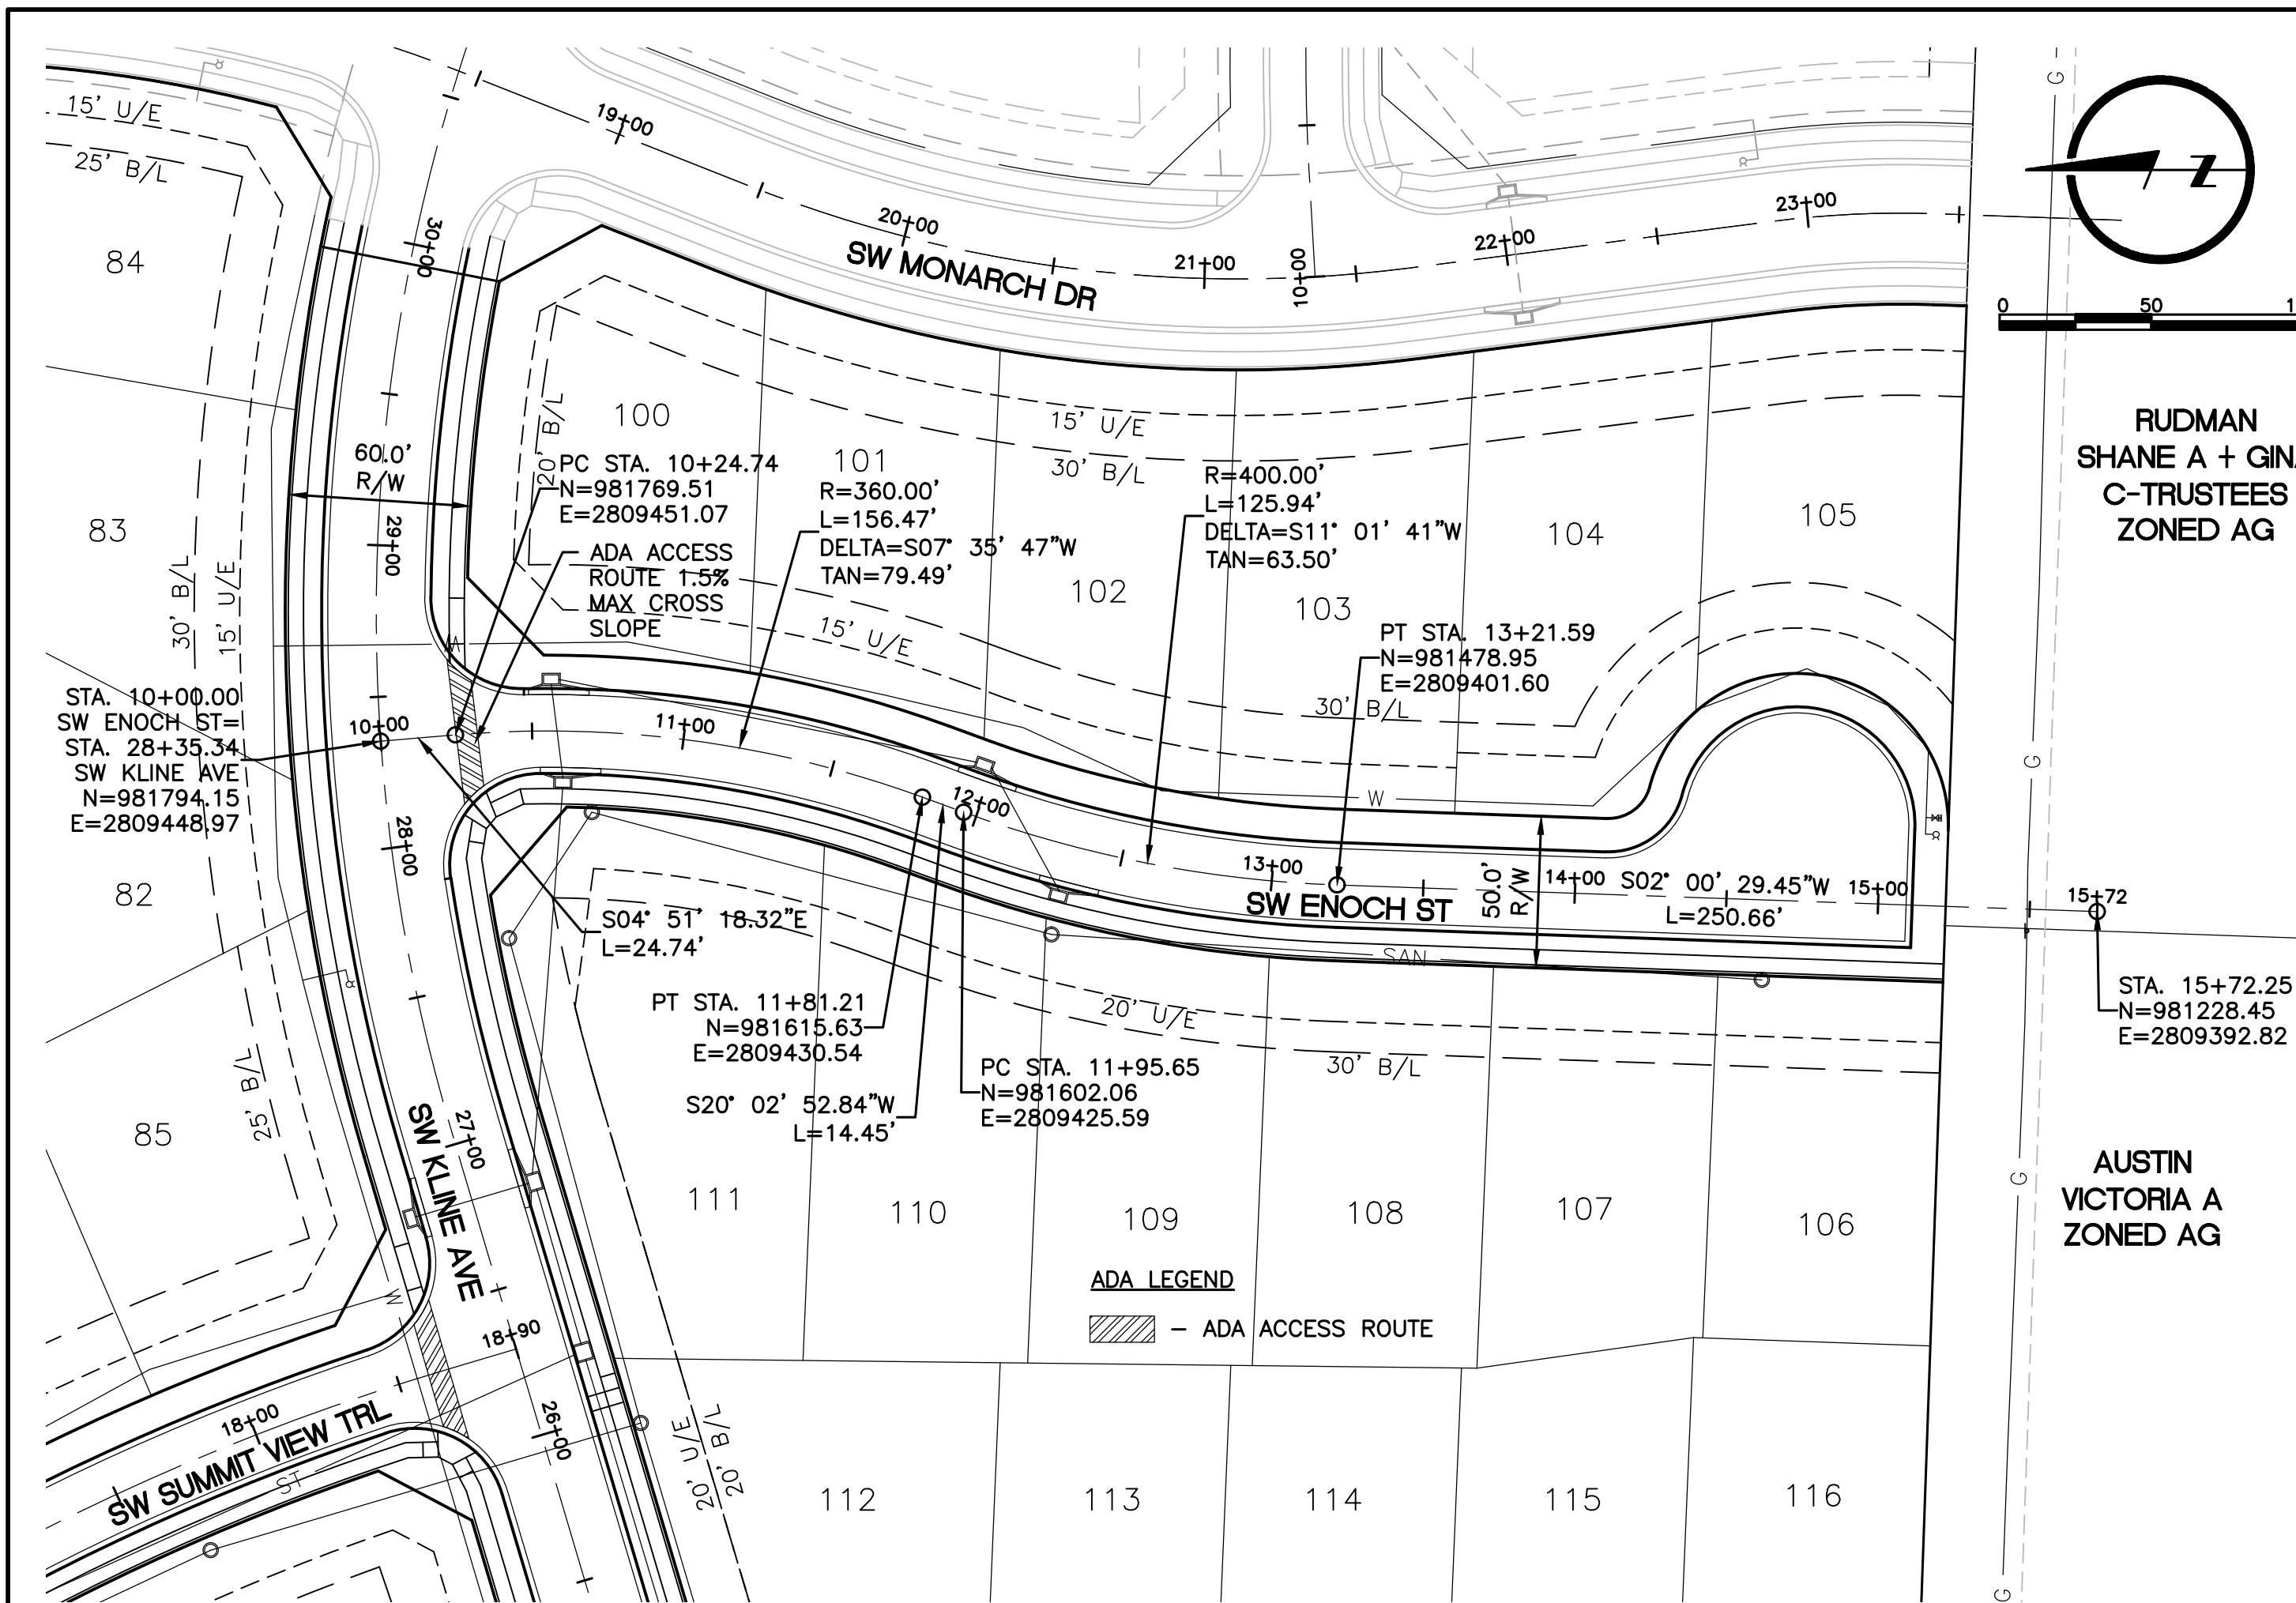 15' U/E
25' B/L
84
83
82
85
30' B/L
15' U/E
25' B/L
60.0'
R/W
30+00
29+00
28+00
27+00
26+00
19+00
20+00
21+00
22+00
23+00
10+00
SW MONARCH DR
Z
0 50 1
G
RUDMAN
SHANE A + GIN
C-TRUSTEES
ZONED AG
100
101
102
103
104
105
20' B/L
15' U/E
30' B/L
PC STA. 10+24.74
N=981769.51
E=2809451.07
ADA ACCESS
ROUTE 1.5%
MAX CROSS
SLOPE
R=360.00'
L=156.47'
DELTA=S07° 35' 47"W
TAN=79.49'
R=400.00'
L=125.94'
DELTA=S11° 01' 41"W
TAN=63.50'
15' U/E
30' B/L
PT STA. 13+21.59
N=981478.95
E=2809401.60
STA. 10+00.00
SW ENOCH ST=
STA. 28+35.34
SW KLINE AVE
N=981794.15
E=2809448.97
W
10+00
11+00
12+00
13+00
14+00
15+00
15+72
W
G
SW ENOCH ST
50.0'
R/W
S02° 00' 29.45"W
L=250.66'
SAN
S04° 51' 18.32"E
L=24.74'
PT STA. 11+81.21
N=981615.63
E=2809430.54
S20° 02' 52.84"W
L=14.45'
PC STA. 11+95.65
N=981602.06
E=2809425.59
20' U/E
30' B/L
STA. 15+72.25
N=981228.45
E=2809392.82
G
AUSTIN
VICTORIA A
ZONED AG
SW KLINE AVE
111
110
109
108
107
106
ADA LEGEND
- ADA ACCESS ROUTE
W
18+90
18+00
SW SUMMIT VIEW TRL
ST
20' U/E
20' B/L
112
113
114
115
116
G